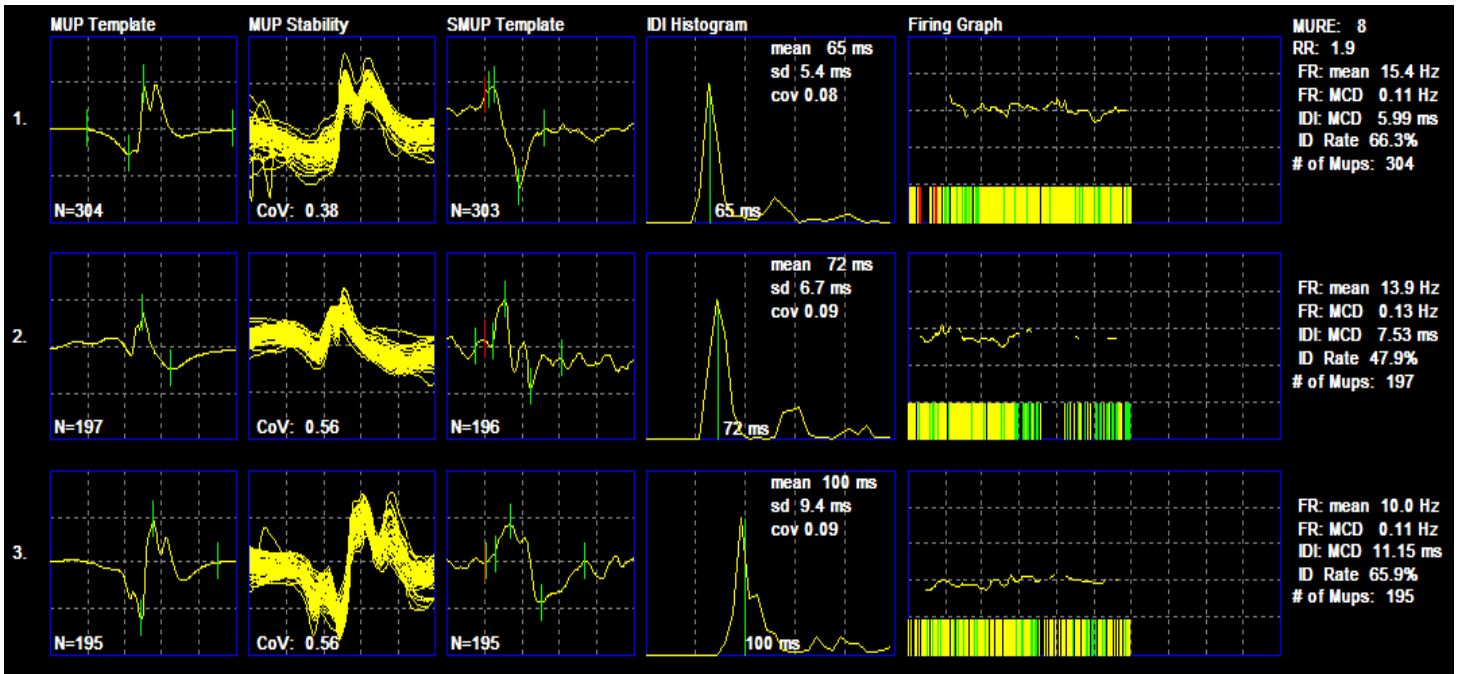 MUP Template MUP Stability SMUP Template IDI Histogram Firing Graph
MURE: 8
RR: 1.9
1.
N=304
CoV: 0.38
N=303
mean 65 ms
sd 5.4 ms
cov 0.08
65 ms
FR: mean 15.4 Hz
FR: MCD 0.11 Hz
IDI: MCD 5.99 ms
ID Rate 66.3%
# of Mups: 304
2.
N=197
CoV: 0.56
N=196
mean 72 ms
sd 6.7 ms
cov 0.09
72 ms
FR: mean 13.9 Hz
FR: MCD 0.13 Hz
IDI: MCD 7.53 ms
ID Rate 47.9%
# of Mups: 197
3.
N=195
CoV: 0.56
N=195
mean 100 ms
sd 9.4 ms
cov 0.09
100 ms
FR: mean 10.0 Hz
FR: MCD 0.11 Hz
IDI: MCD 11.15 ms
ID Rate 65.9%
# of Mups: 195